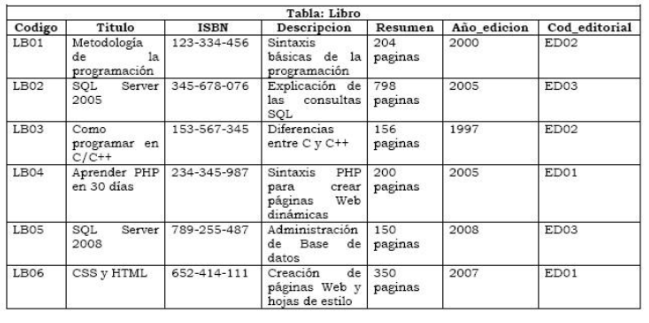 Tabla: Libro
Codigo Titulo ISBN Descripcion Resumen Año_edicion Cod_editorial
LB01 Metodología 123-334-456 Sintaxis 204 2000 ED02
de la básicas de la paginas
programación programación
LB02 SQL Server 345-678-076 Explicación de 798 2005 ED03
2005 las consultas paginas
SQL
LB03 Como 153-567-345 Diferencias 156 1997 ED02
programar en entre C y C++ paginas
C/C++
LB04 Aprender PHP 234-345-987 Sintaxis PHP 200 2005 ED01
en 30 días para crear paginas
páginas Web
dinámicas
LB05 SQL Server 789-255-487 Administración 150 2008 ED03
2008 de Base de paginas
datos
LB06 CSS y HTML 652-414-111 Creación de 350 2007 ED01
páginas Web y paginas
hojas de estilo